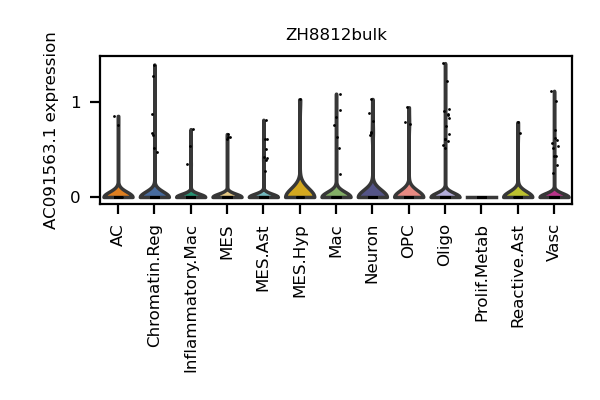 ZH8812bulk
AC091563.1 expression
1
0
AC
Chromatin.Reg
Inflammatory.Mac
MES
MES.Ast
MES.Hyp
Mac
Neuron
OPC
Oligo
Prolif.Metab
Reactive.Ast
Vasc